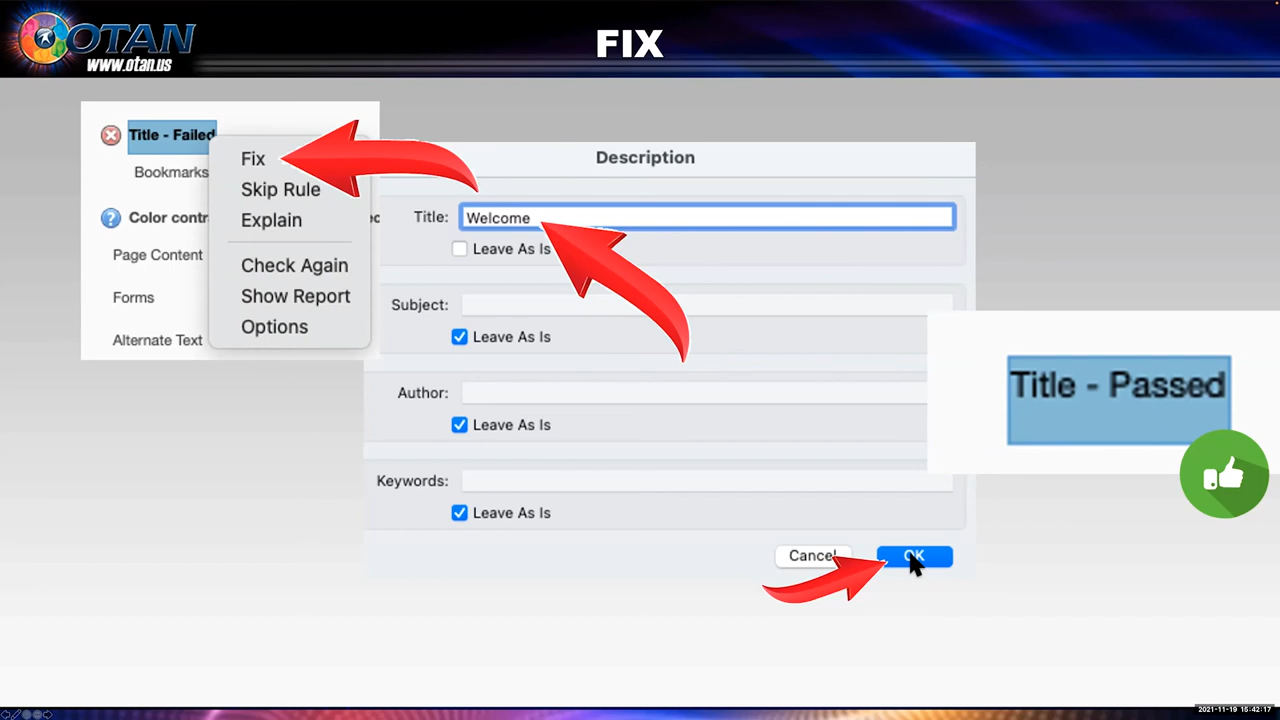 OTAN
www.otan.us
FIX
Title - Failed
Bookmarks
Color contr
Page Content
Forms
Alternate Text
Fix
Skip Rule
Explain
Check Again
Show Report
Options
Description
Title: Welcome
Leave As Is
Subject:
Leave As Is
Author:
Leave As Is
Keywords:
Leave As Is
Cancel
OK
Title - Passed
2021-11-19 15:42:17